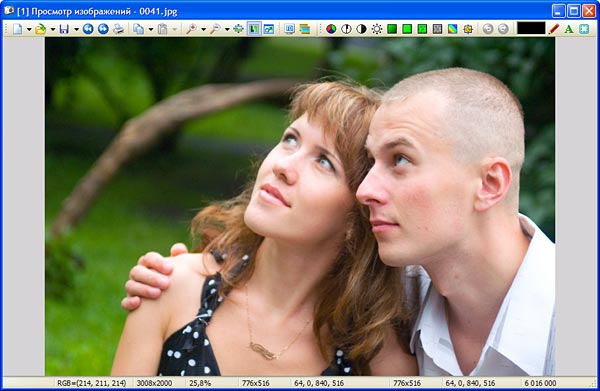 [1] Просмотр изображений - 0041.jpg
A
RGB=(214, 211, 214) 3008x2000 25,8% 776x516 64, 0, 840, 516 776x516 64, 0, 840, 516 6 016 000